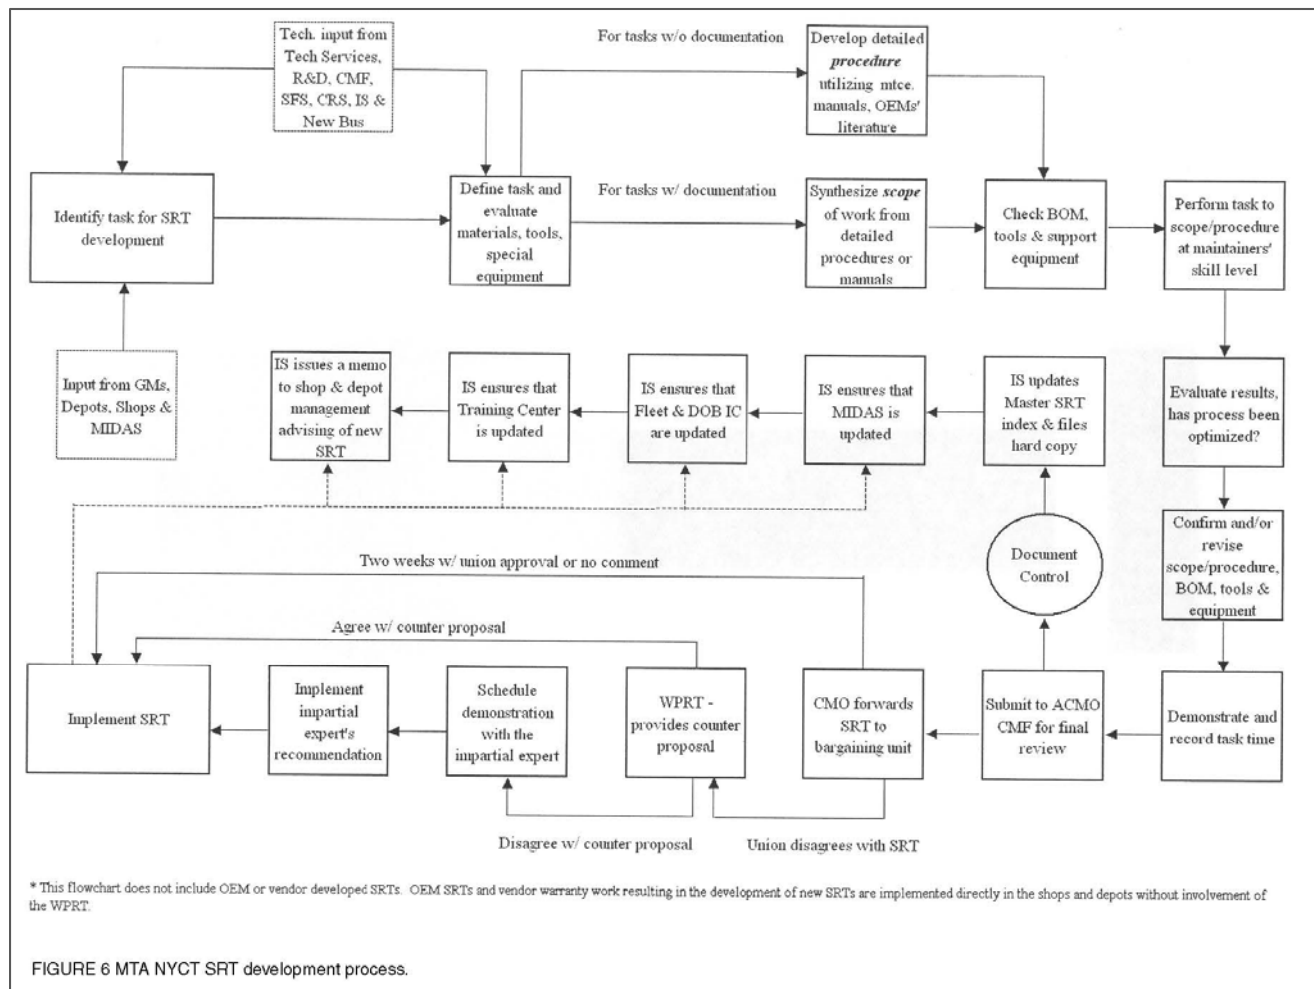 Tech. input from
Tech Services,
R&D, CMF,
SFS, CRS, IS &
New Bus
For tasks w/o documentation
Develop detailed
procedure
utilizing mtce.
manuals, OEMs'
literature
Identify task for SRT
development
Define task and
evaluate
materials, tools,
special
equipment
For tasks w/ documentation
Synthesize scope
of work from
detailed
procedures or
manuals
Check BOM,
tools & support
equipment
Perform task to
scope/procedure
at maintainers'
skill level
Input from GMs,
Depots, Shops &
MIDAS
IS issues a memo
to shop & depot
management
advising of new
SRT
IS ensures that
Training Center
is updated
IS ensures that
Fleet & DOB IC
are updated
IS ensures that
MIDAS is
updated
IS updates
Master SRT
index & files
hard copy
Evaluate results,
has process been
optimized?
Two weeks w/ union approval or no comment
Document
Control
Confirm and/or
revise
scope/procedure,
BOM, tools &
equipment
Agree w/ counter proposal
Implement SRT
Implement
impartial
expert's
recommendation
Schedule
demonstration
with the
impartial expert
WPRT -
provides counter
proposal
CMO forwards
SRT to
bargaining unit
Submit to ACMO
CMF for final
review
Demonstrate and
record task time
Disagree w/ counter proposal
Union disagrees with SRT
* This flowchart does not include OEM or vendor developed SRTs. OEM SRTs and vendor warranty work resulting in the development of new SRTs are implemented directly in the shops and depots without involvement of
the WPRT.
FIGURE 6 MTA NYCT SRT development process.